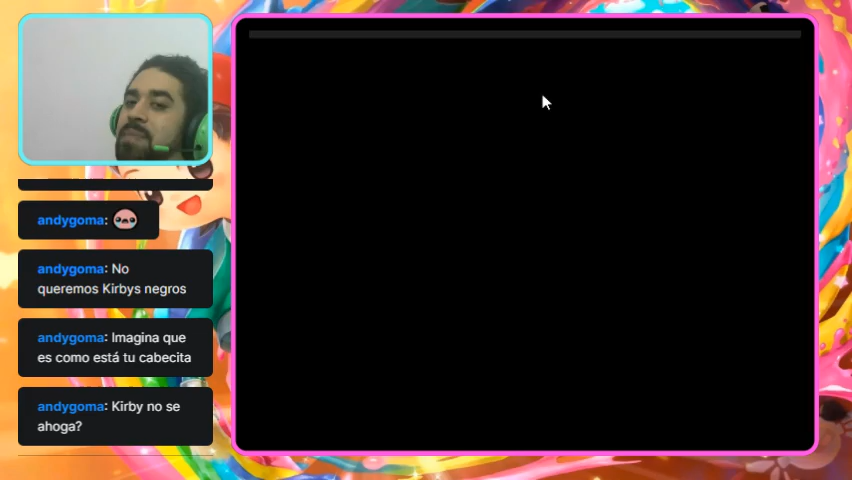 andygoma:
andygoma: No
queremos Kirbys negros
andygoma: Imagina que
es como está tu cabecita
andygoma: Kirby no se
ahoga?